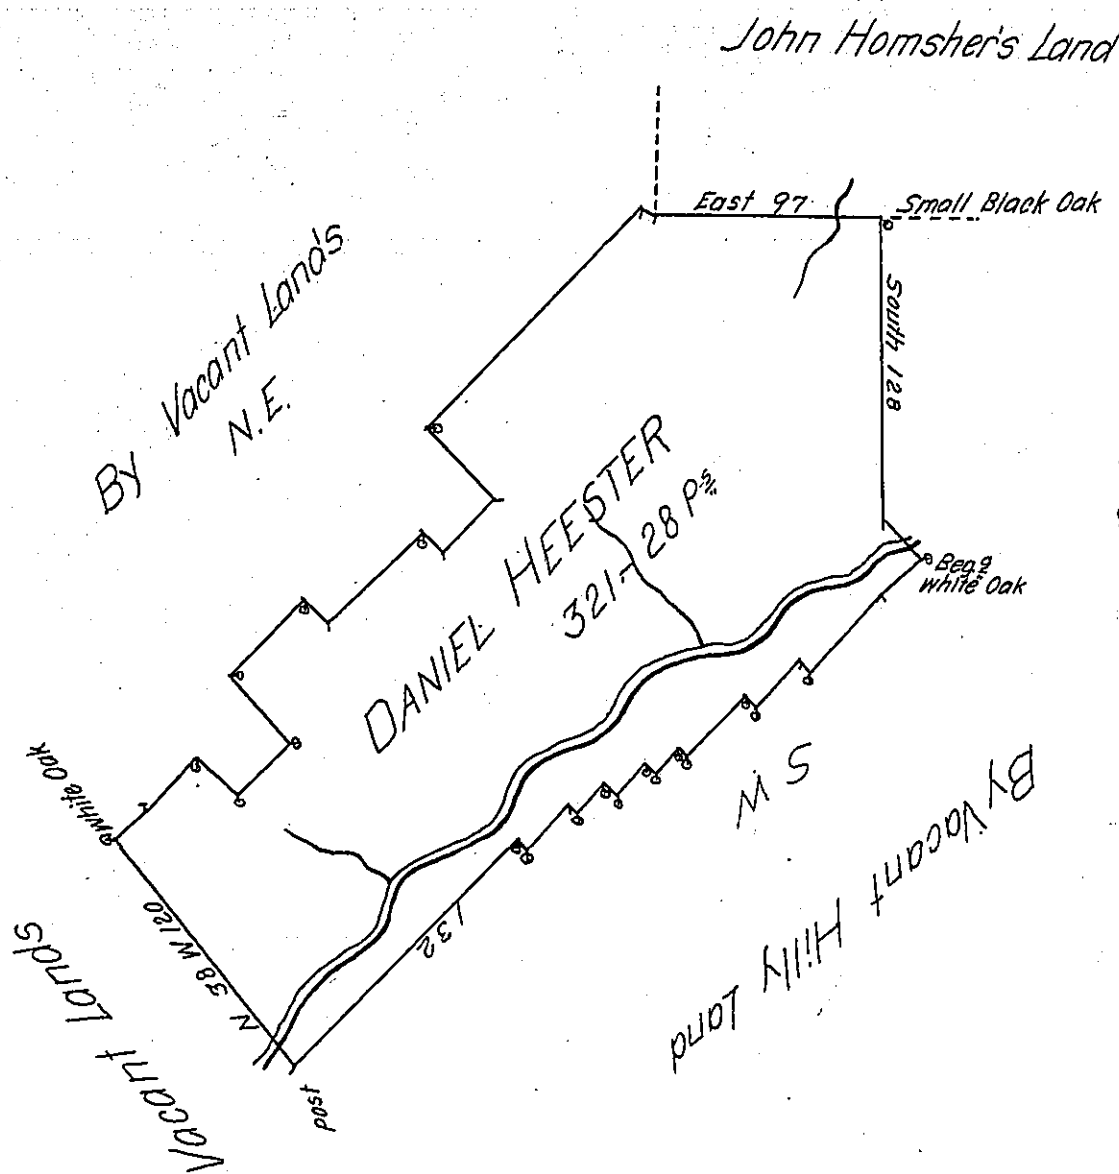 John Homsher's Land
East 97
Small Black Oak
South 128
By Vacant Land's
N.E.
DANIEL HEESTER
321 - 28 Ps
Beg.g
white Oak
S W
By Vacant Hilly Land
White Oak
N 38 W 120
132
Vacant Lands
post